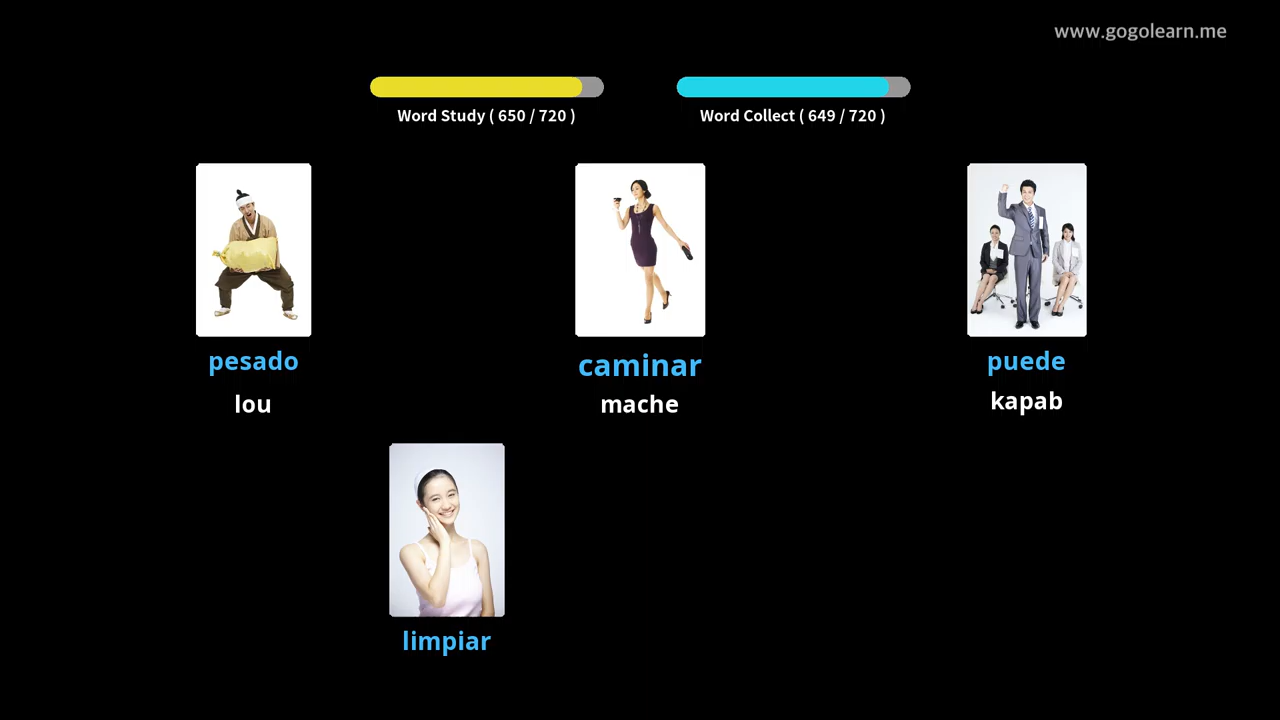 www.gogolearn.me
Word Study ( 650 / 720 )
Word Collect ( 649 / 720 )
pesado
lou
caminar
mache
puede
kapab
limpiar